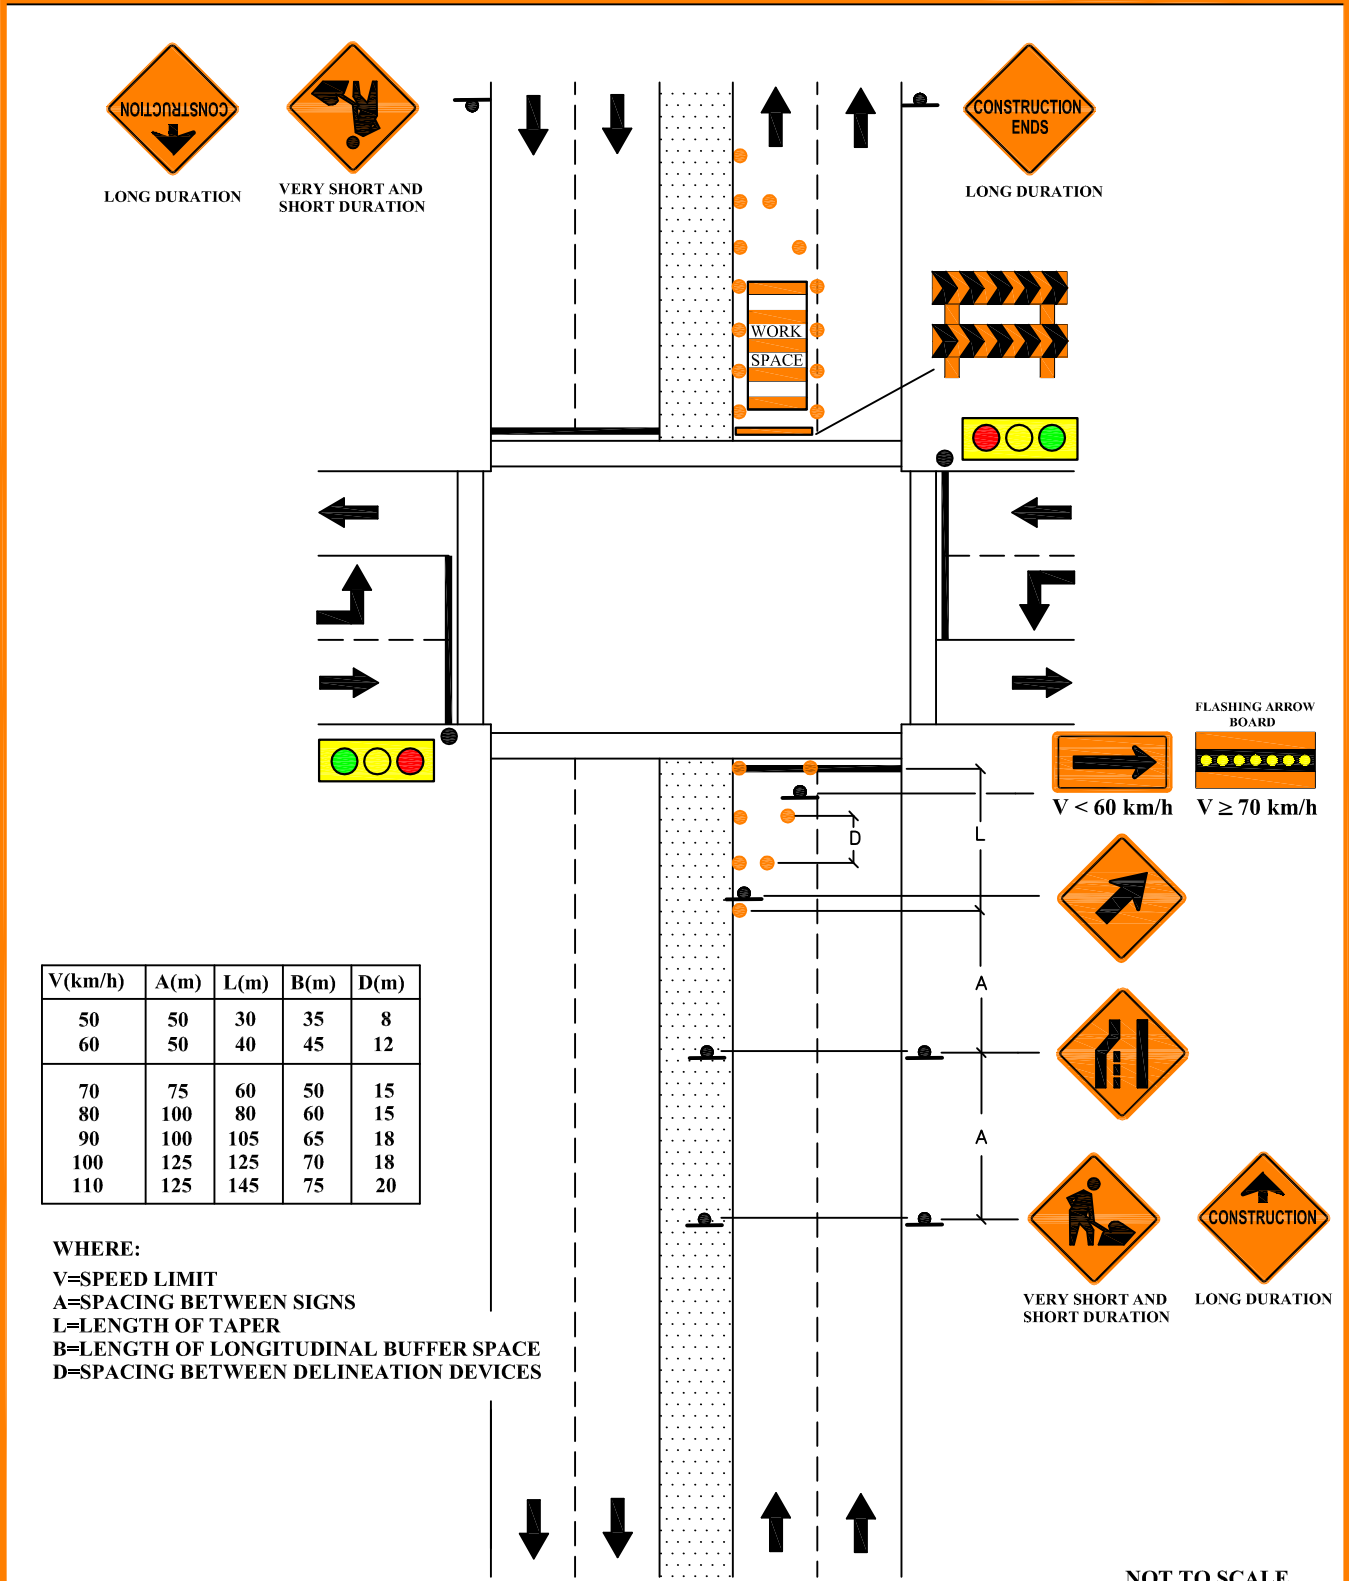 CONSTRUCTION
LONG DURATION
VERY SHORT AND
SHORT DURATION
CONSTRUCTION
ENDS
LONG DURATION
WORK
SPACE
FLASHING ARROW
BOARD
V < 60 km/h
V ≥ 70 km/h
L
D
A
A
V(km/h) A(m) L(m) B(m) D(m)
50 50 30 35 8
60 50 40 45 12
70 75 60 50 15
80 100 80 60 15
90 100 105 65 18
100 125 125 70 18
110 125 145 75 20
WHERE:
V=SPEED LIMIT
A=SPACING BETWEEN SIGNS
L=LENGTH OF TAPER
B=LENGTH OF LONGITUDINAL BUFFER SPACE
D=SPACING BETWEEN DELINEATION DEVICES
CONSTRUCTION
VERY SHORT AND
SHORT DURATION
LONG DURATION
NOT TO SCALE